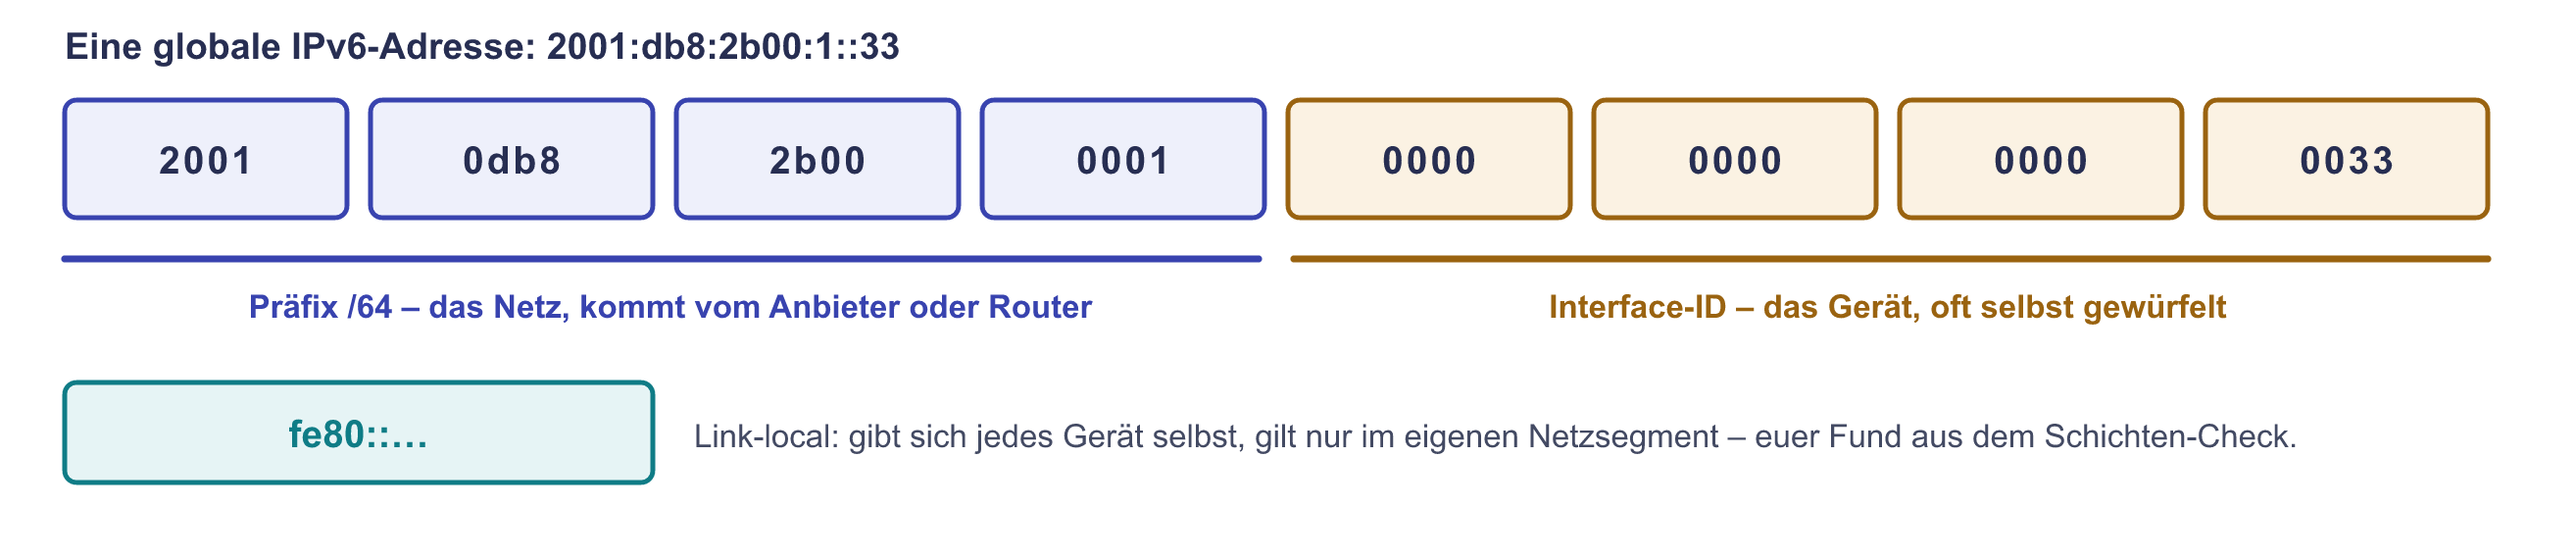 Eine globale IPv6-Adresse: 2001:db8:2b00:1::33
2001 0db8 2b00 0001 0000 0000 0000 0033
Präfix /64 – das Netz, kommt vom Anbieter oder Router
Interface-ID – das Gerät, oft selbst gewürfelt
fe80::…
Link-local: gibt sich jedes Gerät selbst, gilt nur im eigenen Netzsegment – euer Fund aus dem Schichten-Check.